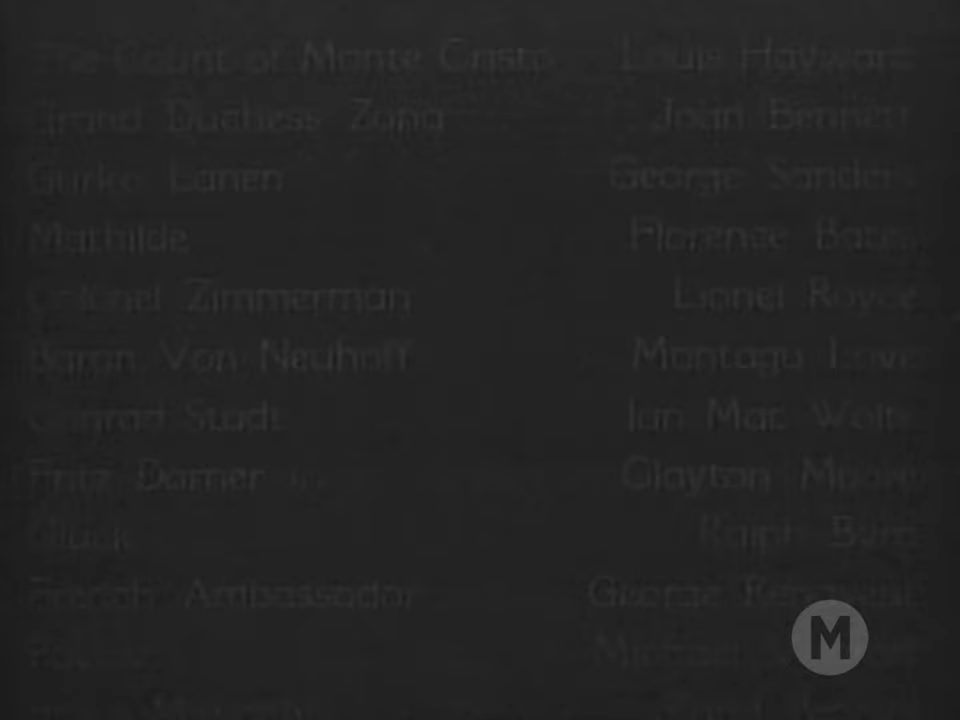 The Count of Monte Cristo Louis Hayward
Grand Duchess Zona Joan Bennett
Gurko Lanen George Sanders
Mathilde Florence Bates
Colonel Zimmerman Lionel Royce
Baron Von Neuhoff Montagu Love
Conrad Stadt Ian Mac Wolfe
Fritz Dorner Clayton Moore
Ralph Byrd
French Ambassador George
M